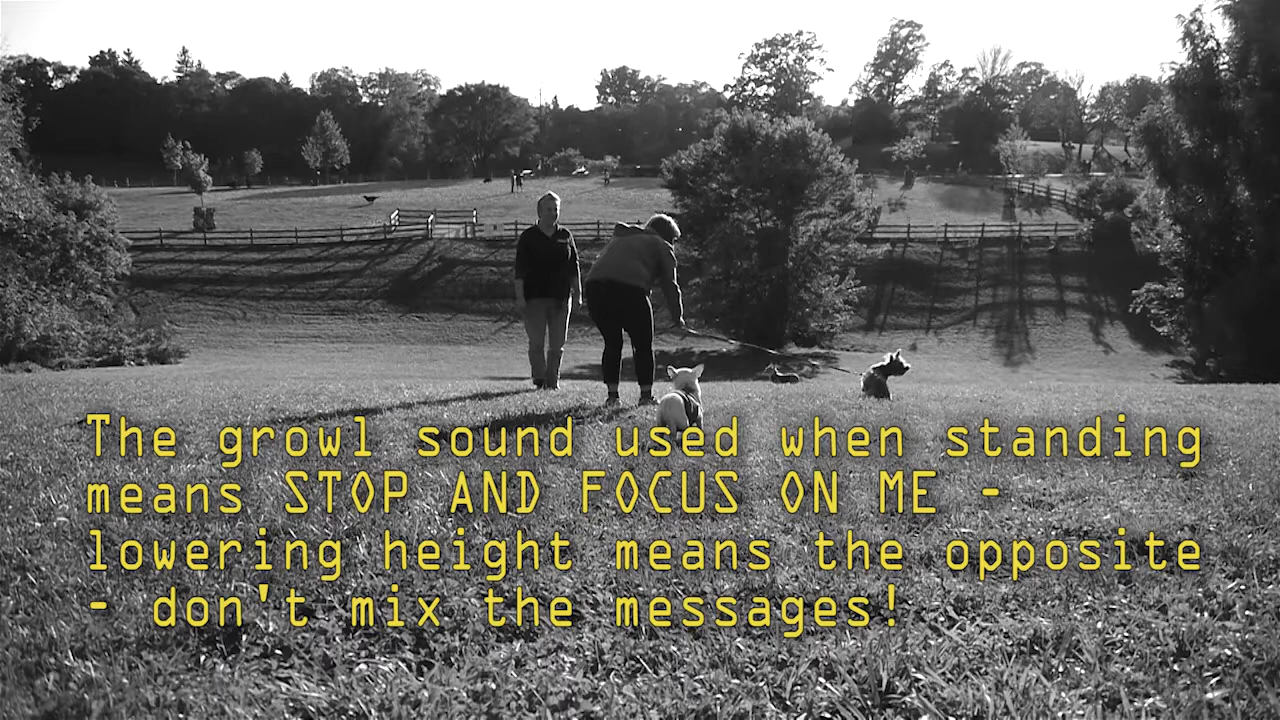 The growl sound used when standing
means STOP AND FOCUS ON ME -
lowering height means the opposite
- don't mix the messages!